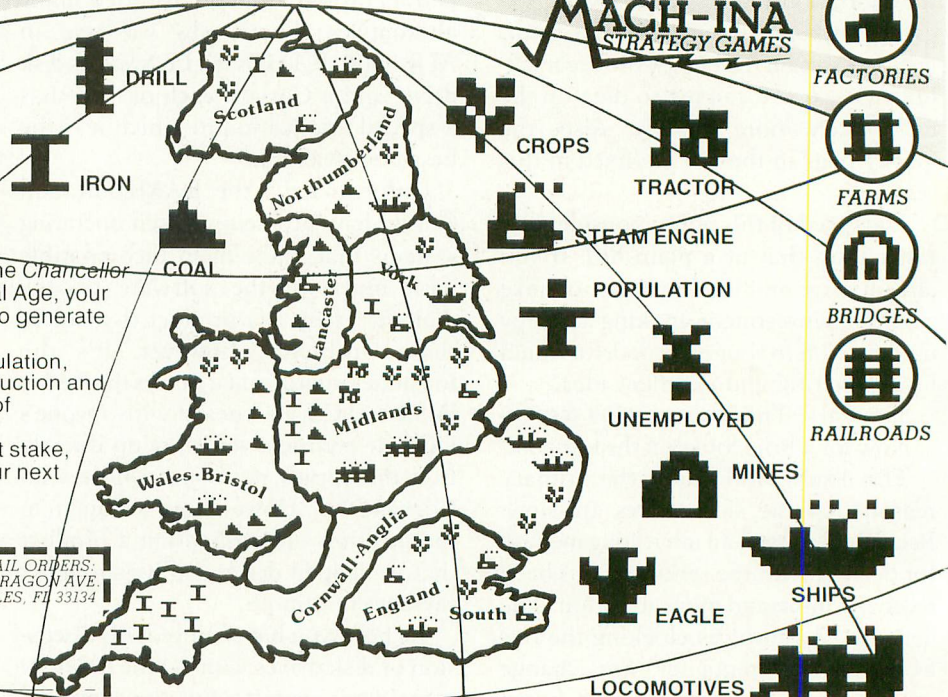 MACH-INA
STRATEGY GAMES
FACTORIES
DRILL
Scotland
CROPS
TRACTOR
FARMS
IRON
Northumberland
STEAM ENGINE
COAL
York
POPULATION
BRIDGES
Lancaster
UNEMPLOYED
RAILROADS
Midlands
MINES
Wales-Bristol
Cornwall-Anglia
SHIPS
England-
South
EAGLE
LOCOMOTIVES
Chancellor
al Age, your
o generate
ulation,
uction and
of
t stake,
ur next
AIL ORDERS:
RAGON AVE.
LES, FL 33134